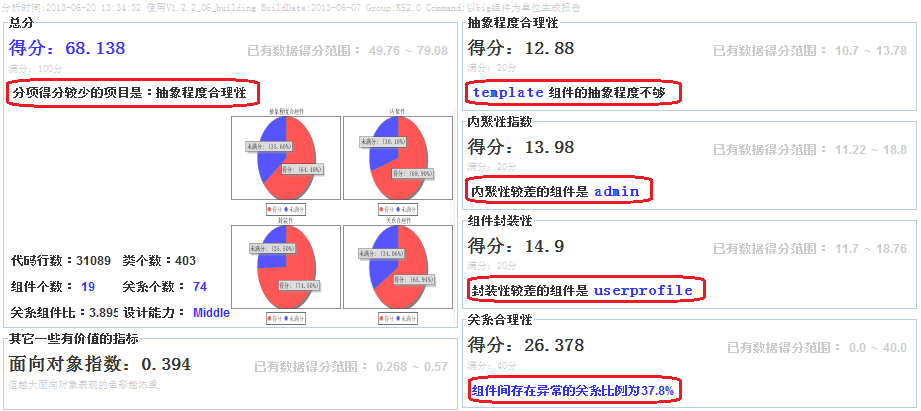 分析时间:2013-06-20 13:34:32 使用V1.2.2_06_building BuildDate:2013-06-07 Group:KS2.0 Command:以big组件为单位生成报告
总分
得分：68.138
已有数据得分范围： 49.76 ~ 79.08
满分：100分
分项得分较少的项目是：抽象程度合理性
抽象程度合理性
未满分：(35.60%)
得分：(64.40%)
得分 未满分
内聚性
未满分：(30.10%)
得分：(69.90%)
得分 未满分
封装性
未满分：(25.50%)
得分：(74.50%)
得分 未满分
关系合理性
未满分：(34.06%)
得分：(65.94%)
得分 未满分
代码行数：31089 类个数：403
组件个数： 19 关系个数： 74
关系组件比：3.895 设计能力： Middle
其它一些有价值的指标
面向对象指数：0.394
已有数据得分范围： 0.268 ~ 0.57
值越大面向对象表现的色彩越浓重
抽象程度合理性
得分：12.88
已有数据得分范围： 10.7 ~ 13.78
满分：20分
template 组件的抽象程度不够
内聚性指数
得分：13.98
已有数据得分范围： 11.22 ~ 18.8
满分：20分
内聚性较差的组件是 admin
组件封装性
得分：14.9
已有数据得分范围： 11.7 ~ 18.76
满分：20分
封装性较差的组件是 userprofile
关系合理性
得分：26.378
已有数据得分范围： 0.0 ~ 40.0
满分：40分
组件间存在异常的关系比例为37.8%